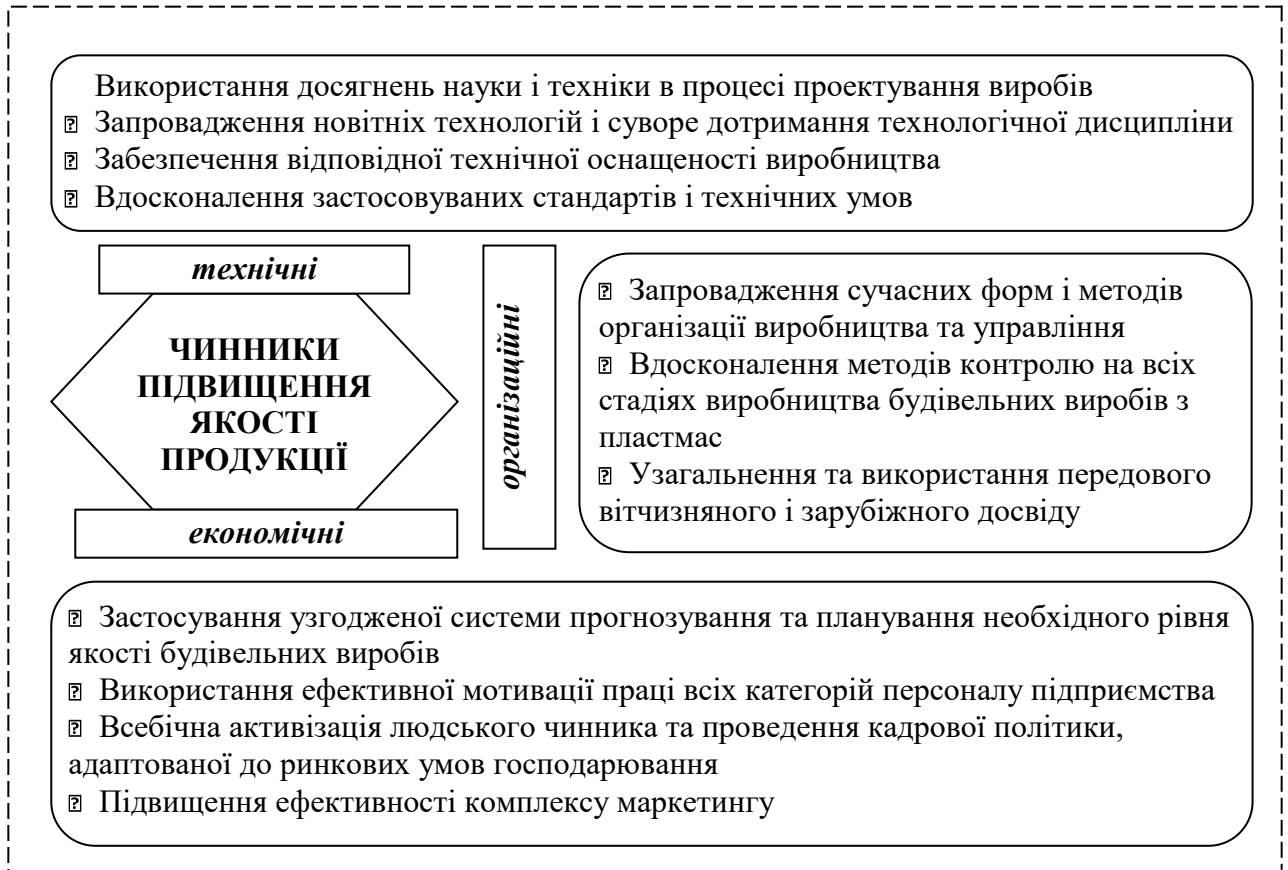 Використання досягнень науки і техніки в процесі проектування виробів
⍰ Запровадження новітніх технологій і суворе дотримання технологічної дисципліни
⍰ Забезпечення відповідної технічної оснащеності виробництва
⍰ Вдосконалення застосовуваних стандартів і технічних умов
технічні
ЧИННИКИ
ПІДВИЩЕННЯ
ЯКОСТІ
ПРОДУКЦІЇ
економічні
організаційні
⍰ Запровадження сучасних форм і методів
організації виробництва та управління
⍰ Вдосконалення методів контролю на всіх
стадіях виробництва будівельних виробів з
пластмас
⍰ Узагальнення та використання передового
вітчизняного і зарубіжного досвіду
⍰ Застосування узгодженої системи прогнозування та планування необхідного рівня
якості будівельних виробів
⍰ Використання ефективної мотивації праці всіх категорій персоналу підприємства
⍰ Всебічна активізація людського чинника та проведення кадрової політики,
адаптованої до ринкових умов господарювання
⍰ Підвищення ефективності комплексу маркетингу